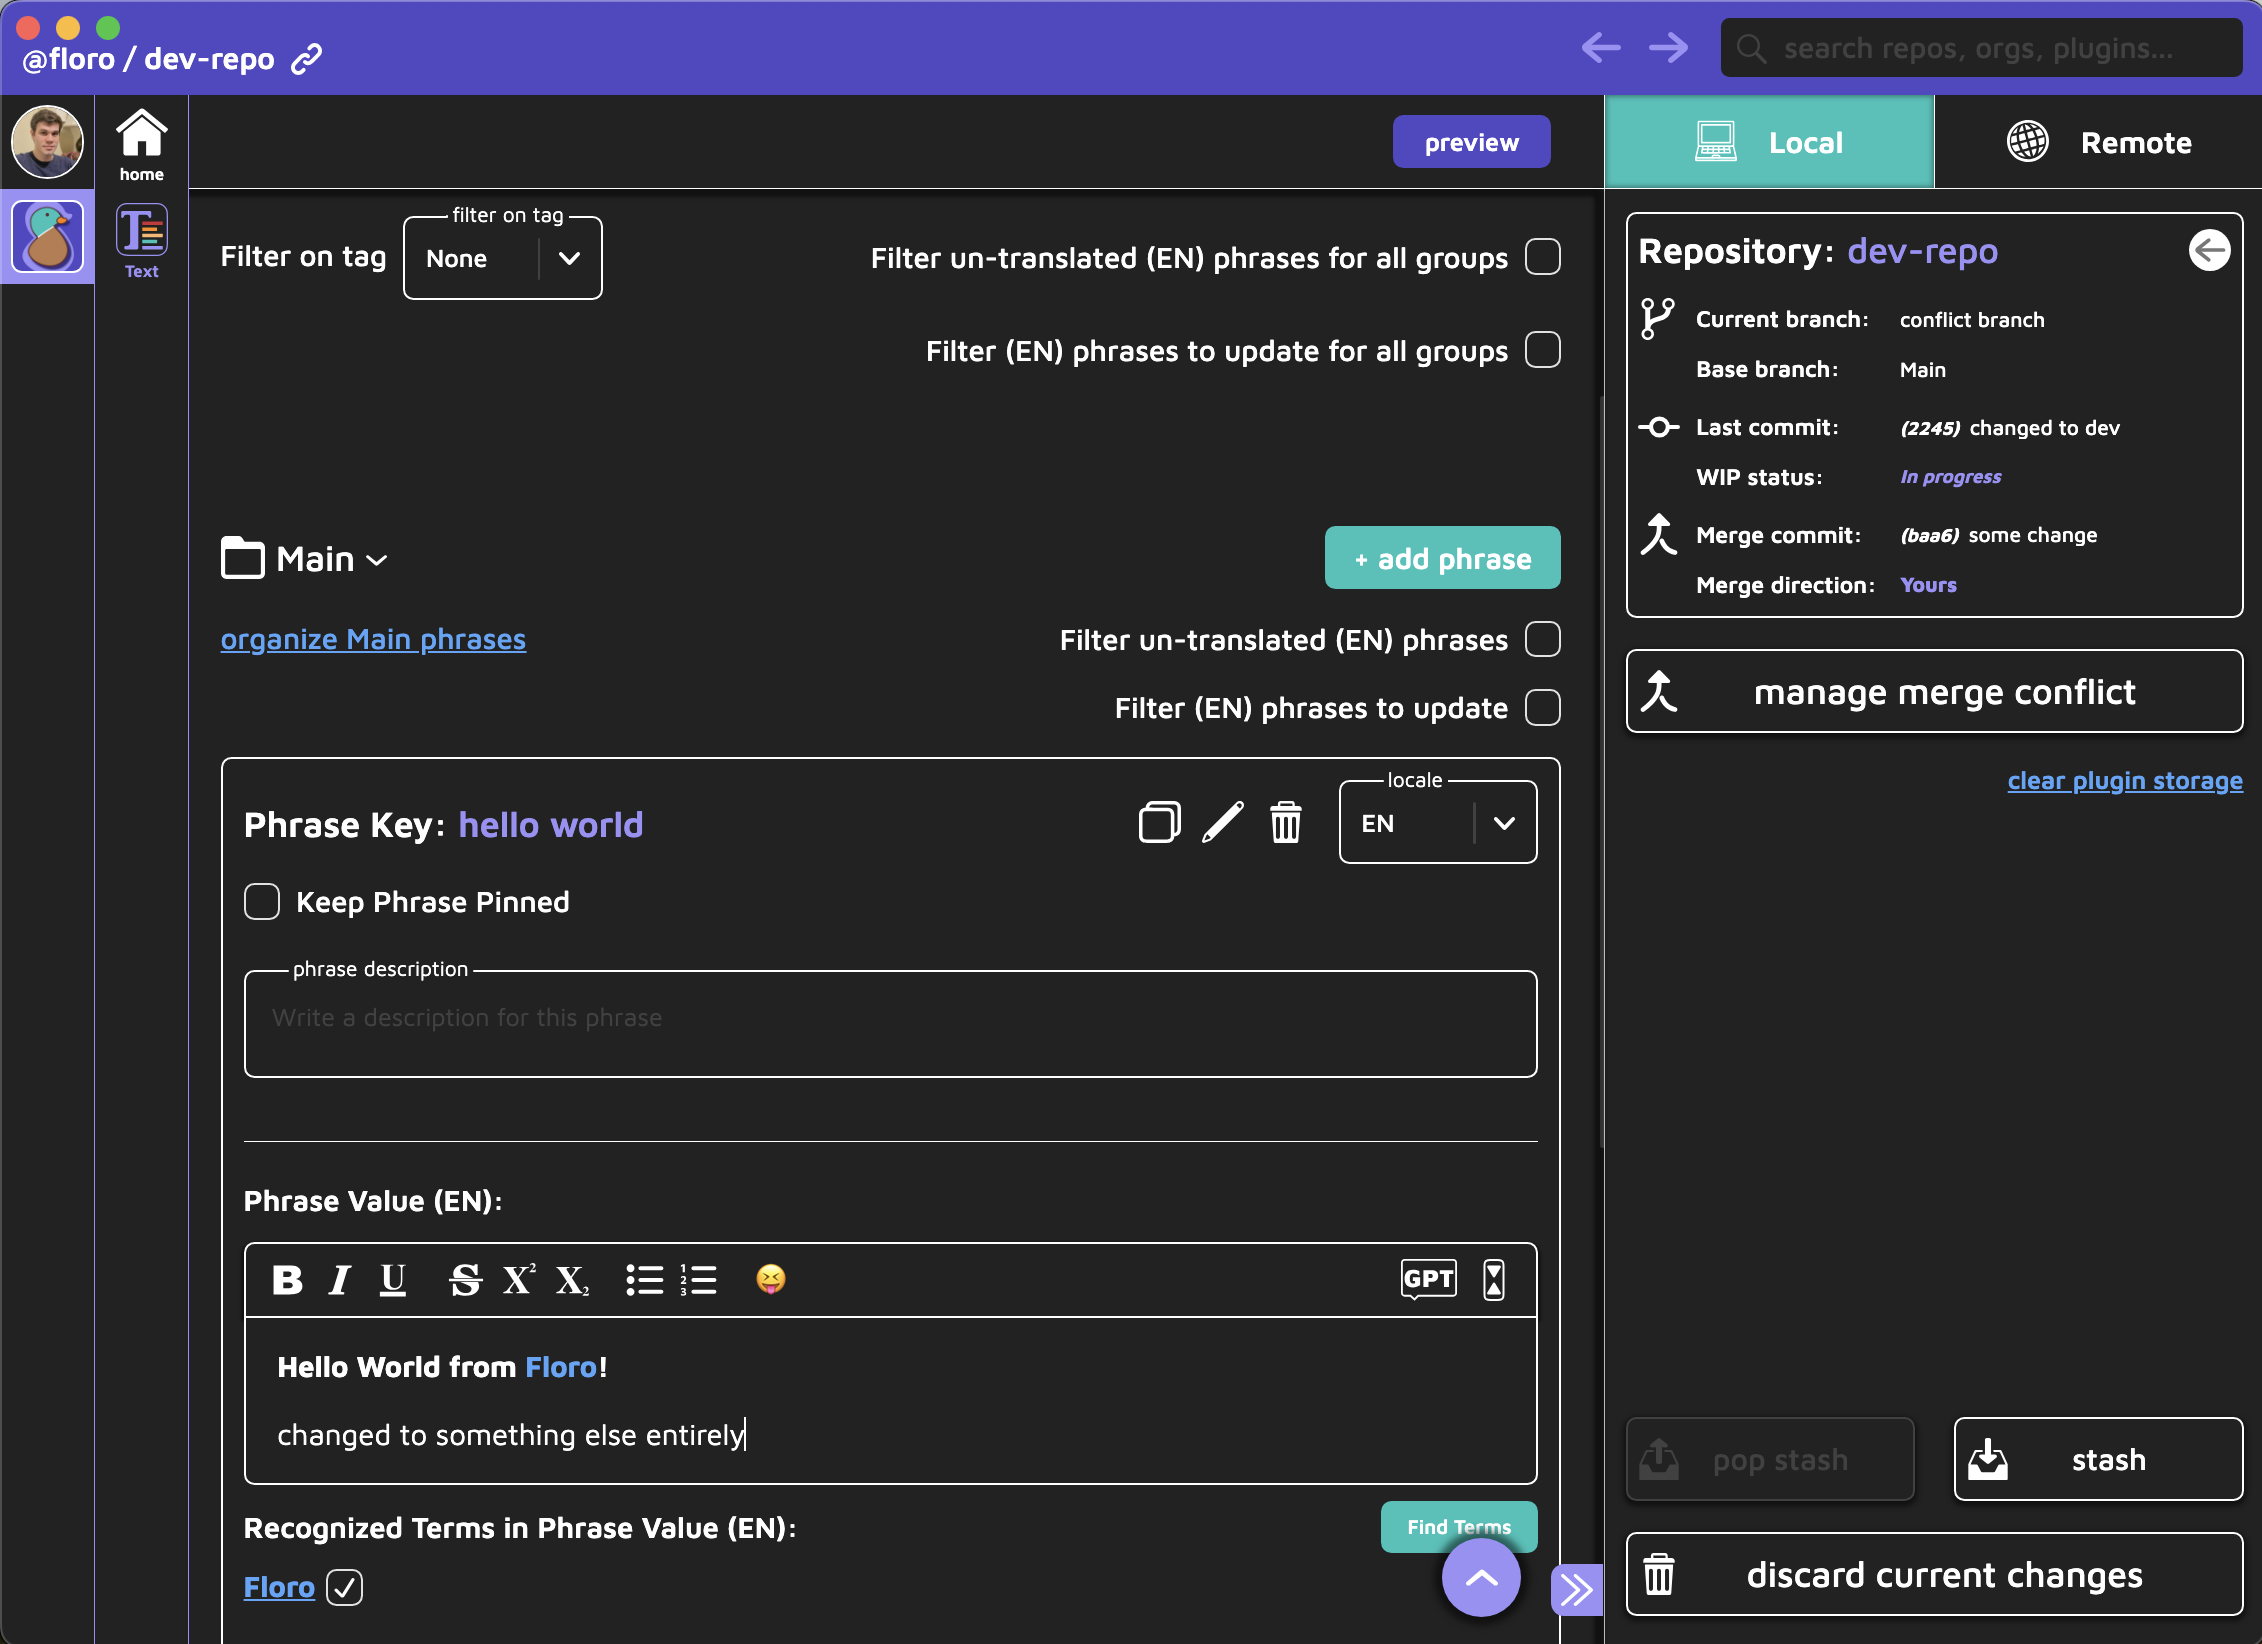 @floro / dev-repo
search repos, orgs, plugins...
home
Text
preview
Local
Remote
Filter on tag
filter on tag
None
Filter un-translated (EN) phrases for all groups
Filter (EN) phrases to update for all groups
Main
+ add phrase
organize Main phrases
Filter un-translated (EN) phrases
Filter (EN) phrases to update
Phrase Key: hello world
locale
EN
Keep Phrase Pinned
phrase description
Write a description for this phrase
Phrase Value (EN):
B I U S X² X₂ 1 2 3 GPT
Hello World from Floro!
changed to something else entirely
Recognized Terms in Phrase Value (EN):
Find Terms
Floro
Repository: dev-repo
Current branch: conflict branch
Base branch: Main
Last commit: (2245) changed to dev
WIP status: In progress
Merge commit: (baa6) some change
Merge direction: Yours
manage merge conflict
clear plugin storage
pop stash
stash
discard current changes